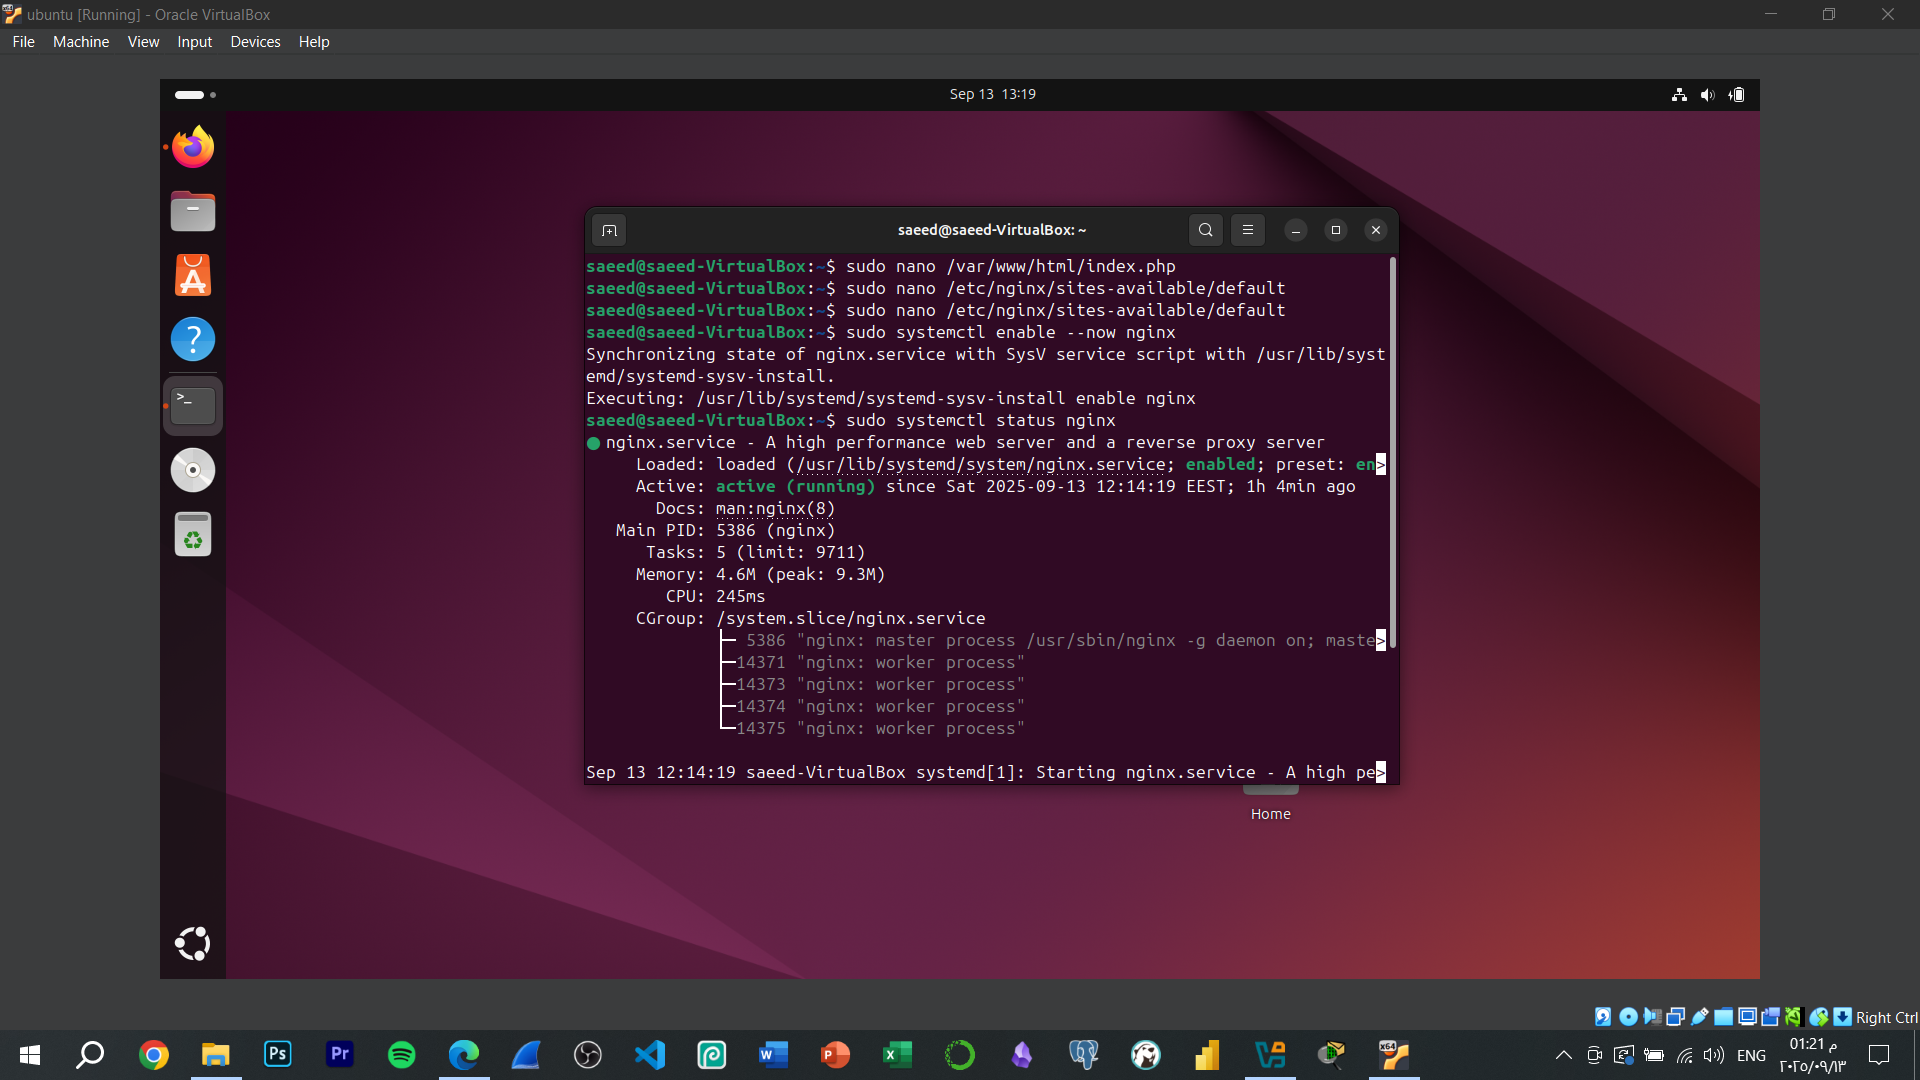 ubuntu [Running] - Oracle VirtualBox
File Machine View Input Devices Help
Sep 13 13:19
saeed@saeed-VirtualBox: ~
saeed@saeed-VirtualBox:~$ sudo nano /var/www/html/index.php
saeed@saeed-VirtualBox:~$ sudo nano /etc/nginx/sites-available/default
saeed@saeed-VirtualBox:~$ sudo nano /etc/nginx/sites-available/default
saeed@saeed-VirtualBox:~$ sudo systemctl enable --now nginx
Synchronizing state of nginx.service with SysV service script with /usr/lib/syst
emd/systemd-sysv-install.
Executing: /usr/lib/systemd/systemd-sysv-install enable nginx
saeed@saeed-VirtualBox:~$ sudo systemctl status nginx
● nginx.service - A high performance web server and a reverse proxy server
Loaded: loaded (/usr/lib/systemd/system/nginx.service; enabled; preset: en>
Active: active (running) since Sat 2025-09-13 12:14:19 EEST; 1h 4min ago
Docs: man:nginx(8)
Main PID: 5386 (nginx)
Tasks: 5 (limit: 9711)
Memory: 4.6M (peak: 9.3M)
CPU: 245ms
CGroup: /system.slice/nginx.service
├─ 5386 "nginx: master process /usr/sbin/nginx -g daemon on; maste>
├─14371 "nginx: worker process"
├─14373 "nginx: worker process"
├─14374 "nginx: worker process"
└─14375 "nginx: worker process"
Sep 13 12:14:19 saeed-VirtualBox systemd[1]: Starting nginx.service - A high pe>
Home
Right Ctrl
ENG
01:21 م
٢٠٢٥/٠٩/١٣